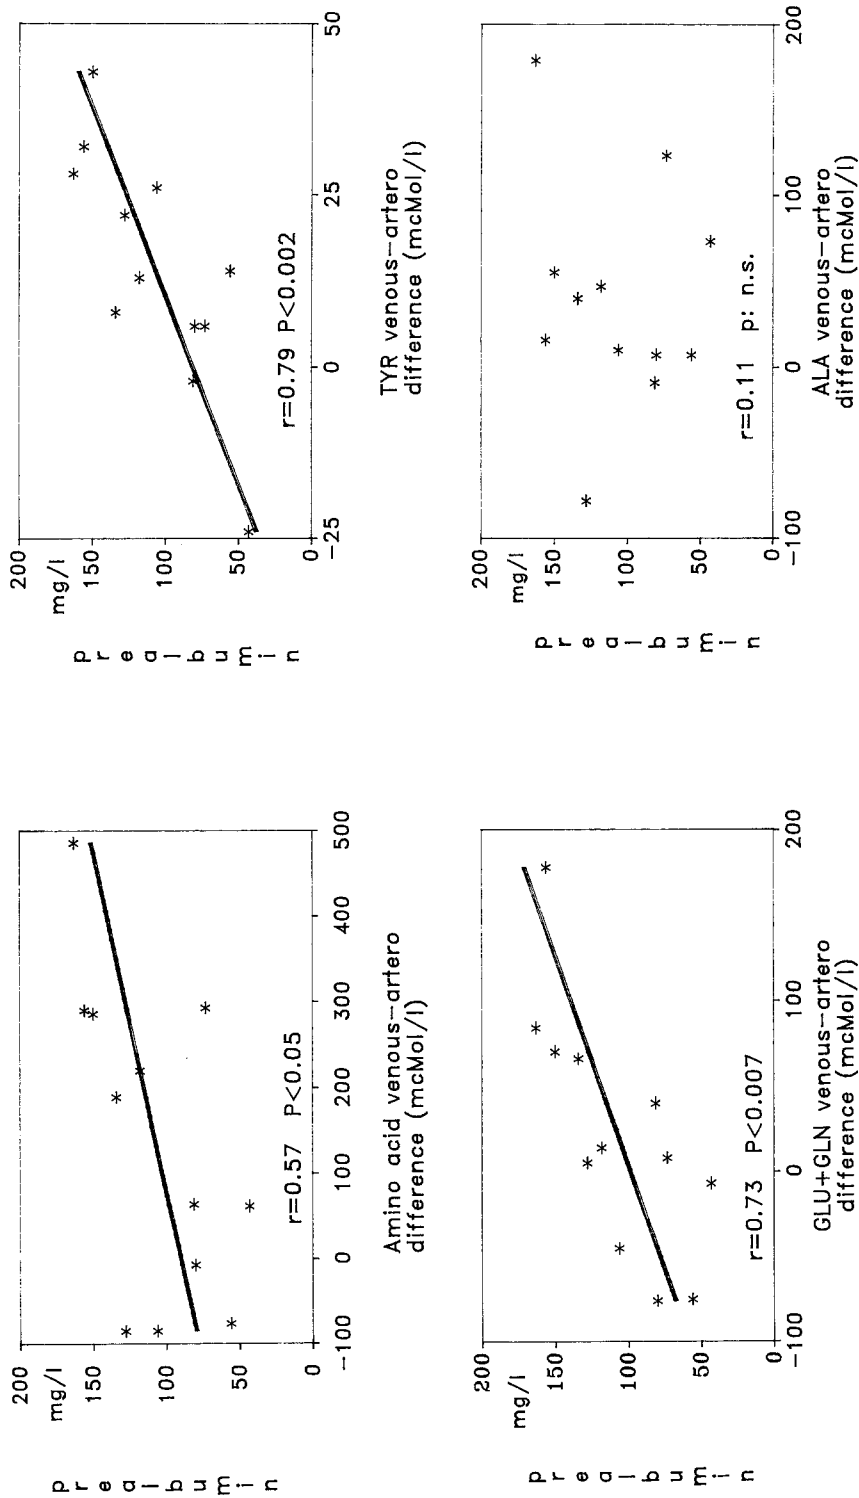 prealbumin
mg/l
200
150
100
50
0
r=0.57 P<0.05
-100 0 100 200 300 400 500
Amino acid venous-artero
difference (mcMol/l)
prealbumin
mg/l
200
150
100
50
0
r=0.79 P<0.002
-25 0 25 50
TYR venous-artero
difference (mcMol/l)
prealbumin
mg/l
200
150
100
50
0
r=0.73 P<0.007
-100 0 100 200
GLU+GLN venous-artero
difference (mcMol/l)
prealbumin
mg/l
200
150
100
50
0
r=0.11 p: n.s.
-100 0 100 200
ALA venous-artero
difference (mcMol/l)